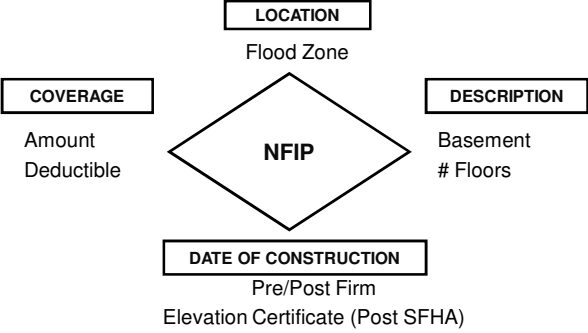 LOCATION
Flood Zone
COVERAGE
Amount
Deductible
NFIP
DESCRIPTION
Basement
# Floors
DATE OF CONSTRUCTION
Pre/Post Firm
Elevation Certificate (Post SFHA)